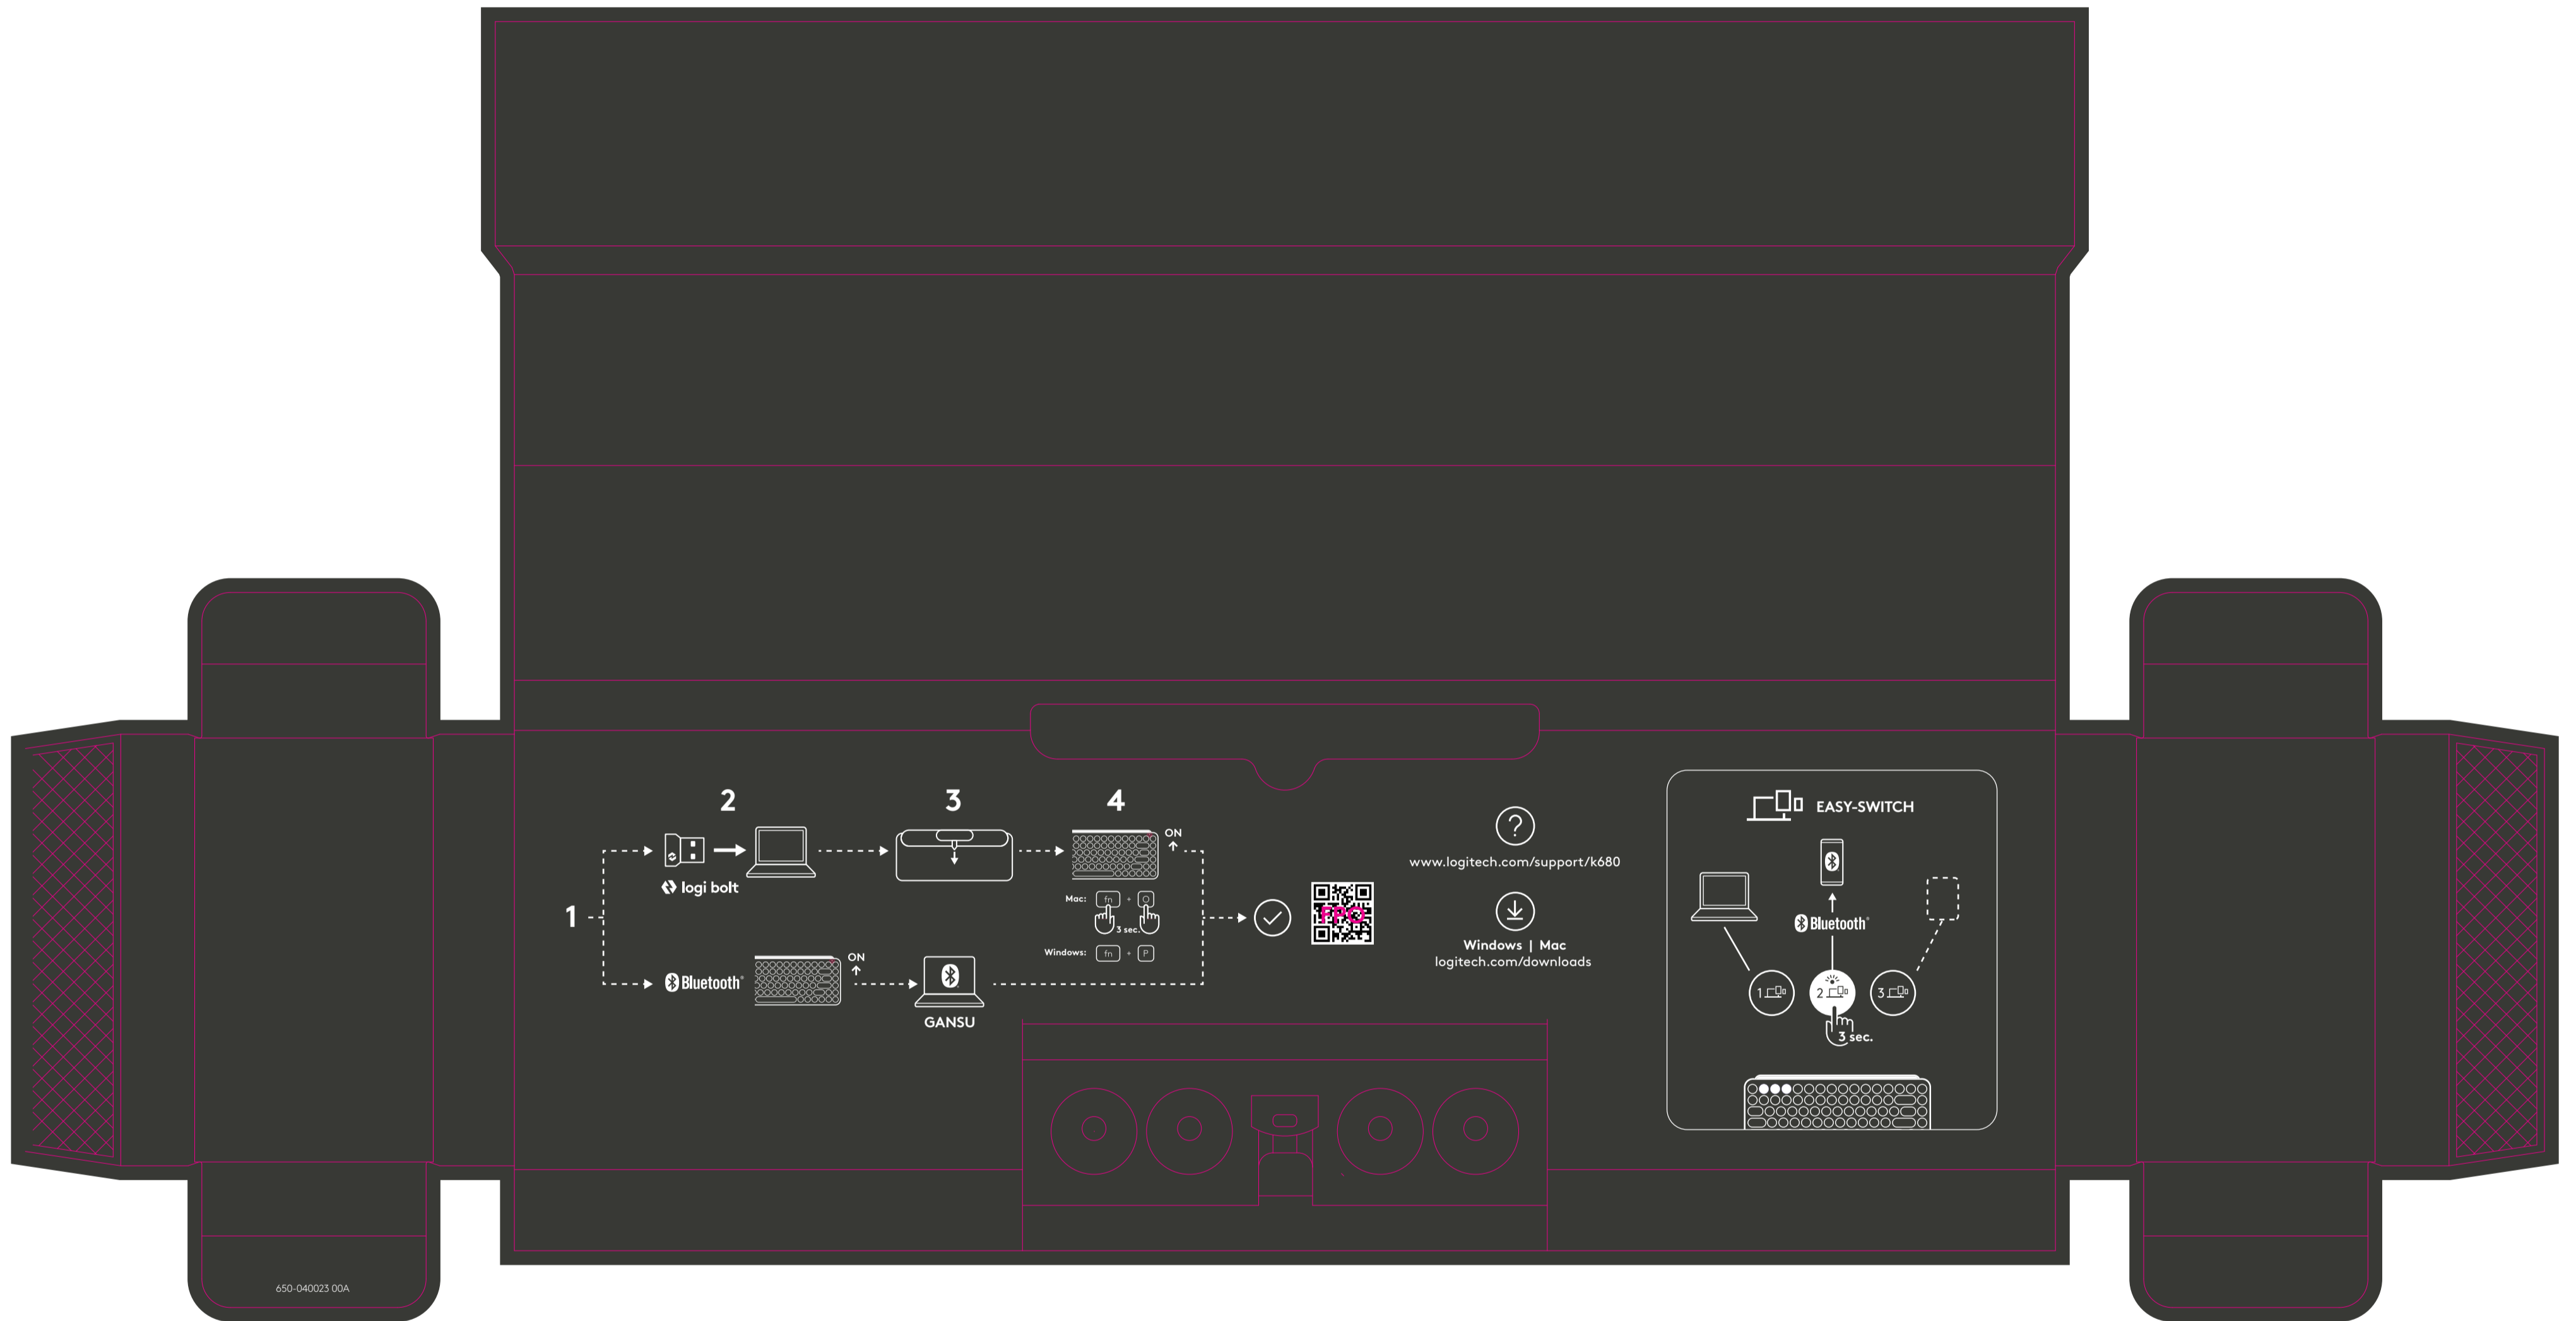 1
2
logi bolt
3
4
ON
Mac: fn + O
3 sec.
Windows: fn + P
Bluetooth®
ON
GANSU
FPO
?
www.logitech.com/support/k680
Windows | Mac
logitech.com/downloads
EASY-SWITCH
Bluetooth®
1
2
3
3 sec.
650-040023 00A